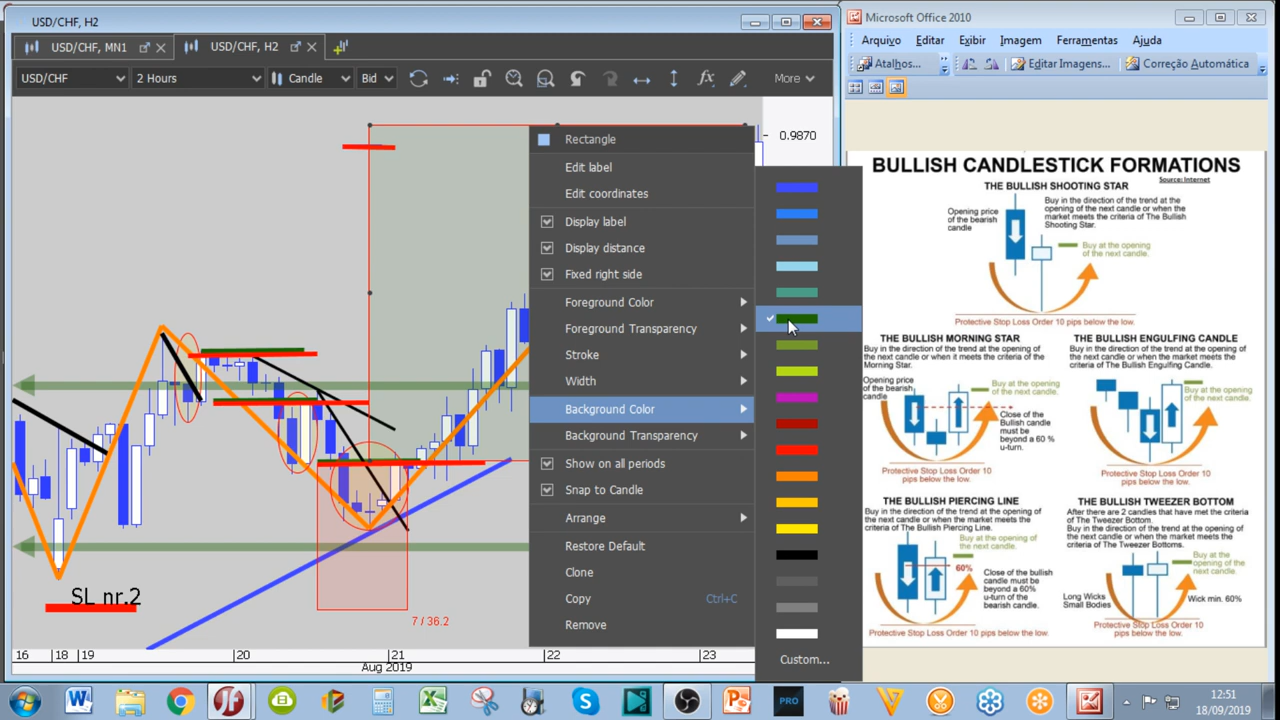 USD/CHF, H2
USD/CHF, MN1
USD/CHF, H2
USD/CHF
2 Hours
Candle
Bid
More
0.9870
Rectangle
Edit label
Edit coordinates
Display label
Display distance
Fixed right side
Foreground Color
Foreground Transparency
Stroke
Width
Background Color
Background Transparency
Show on all periods
Snap to Candle
Arrange
Restore Default
Clone
Copy Ctrl+C
Remove
Custom...
SL nr.2
7 / 36.2
16 18 19 20 21 22 23
Aug 2019
Microsoft Office 2010
Arquivo Editar Exibir Imagem Ferramentas Ajuda
Atalhos... Editar Imagens... Correção Automática
BULLISH CANDLESTICK FORMATIONS
Source: Internet
THE BULLISH SHOOTING STAR
Opening price
of the bearish
candle
Buy in the direction of the trend at the
opening of the next candle or when the
market meets the criteria of The Bullish
Shooting Star.
Buy at the opening
of the next candle.
Protective Stop Loss Order 10 pips below the low.
THE BULLISH MORNING STAR
Buy in the direction of the trend at the opening of
the next candle or when it meets the criteria of The
Morning Star.
Opening price
of the bearish
candle
Buy at the opening
of the next candle.
Close of the
Bullish candle
must be
beyond a 60 %
u-turn.
Protective Stop Loss Order 10
pips below the low.
THE BULLISH ENGULFING CANDLE
Buy in the direction of the trend at the opening of
the next candle or when the market meets the
criteria of The Bullish Engulfing Candle.
Buy at the opening
of the next candle.
Protective Stop Loss Order 10
pips below the low.
THE BULLISH PIERCING LINE
Buy in the direction of the trend at the opening of the
next candle or when the market meets the criteria of
The Bullish Piercing Line.
Buy at the opening
of the next candle.
60%
Close of the bullish
candle must be
beyond a 60%
u-turn of the
bearish candle.
Protective Stop Loss Order 10 pips below the low.
THE BULLISH TWEEZER BOTTOM
After there are 2 candles that have met the criteria
of The Tweezer Bottom.
Buy in the direction of the trend at the opening of
the next candle or when the market meets the
criteria of The Tweezer Bottoms.
Buy at the
opening
of the next
candle.
Long Wicks
Small Bodies
Wick min. 60%
Protective Stop Loss Order 10
pips below the low.
PRO
12:51
18/09/2019